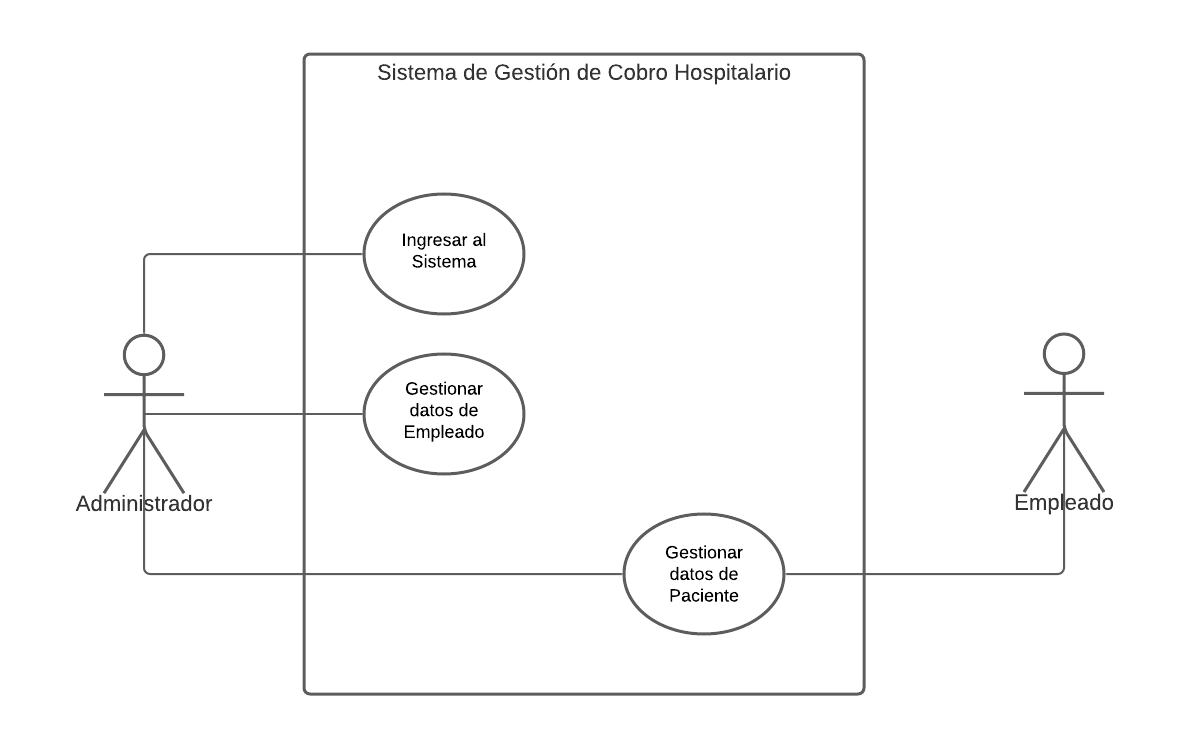 Sistema de Gestión de Cobro Hospitalario
Ingresar al
Sistema
Gestionar
datos de
Empleado
Administrador
Empleado
Gestionar
datos de
Paciente